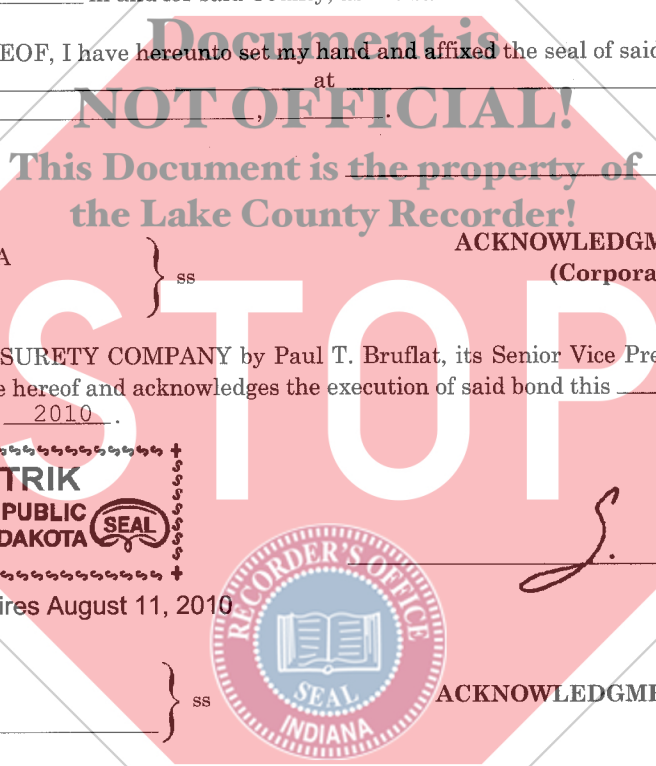 in and for said County,
Document is
EOF, I have hereunto set my hand and affixed the seal of said
at
NOT OFFICIAL!
, .
This Document is the property of
the Lake County Recorder!
A } ss
ACKNOWLEDGM
(Corpora
STOP
SURETY COMPANY by Paul T. Bruflat, its Senior Vice Pre
e hereof and acknowledges the execution of said bond this
2010 .
TRIK
PUBLIC
DAKOTA
SEAL
S.
ires August 11, 2010
RECORDER'S OFFICE
SEAL
INDIANA
} ss
ACKNOWLEDGME